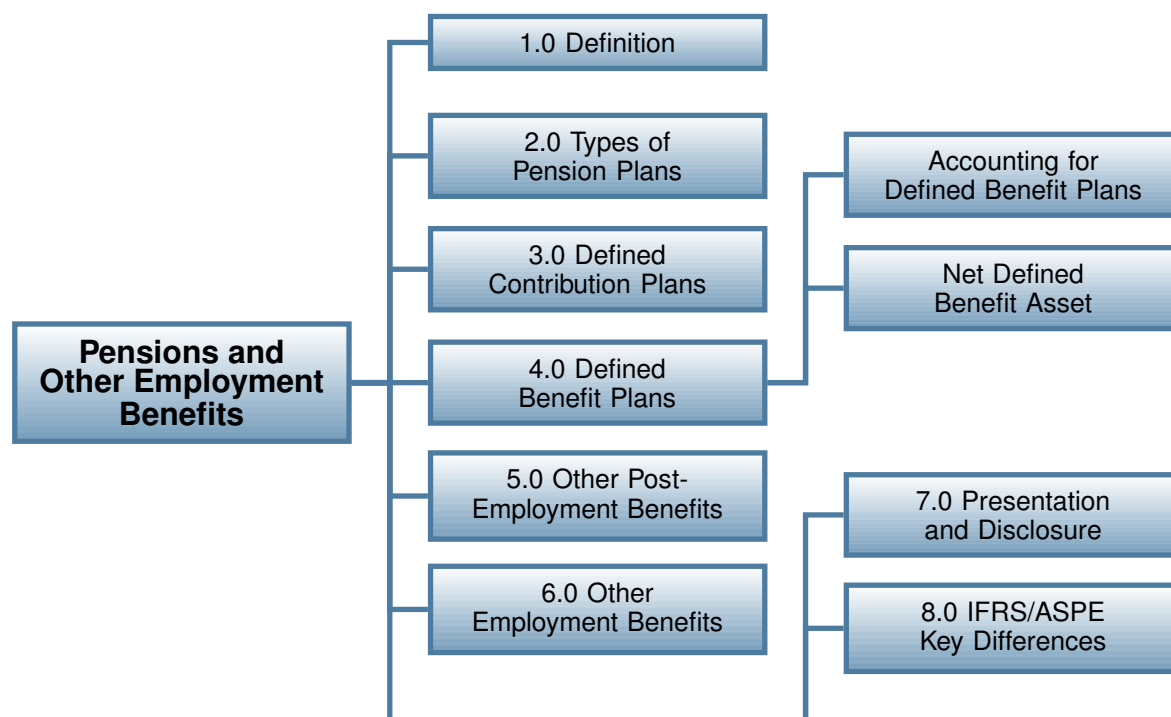 Pensions and
Other Employment
Benefits
1.0 Definition
2.0 Types of
Pension Plans
3.0 Defined
Contribution Plans
4.0 Defined
Benefit Plans
Accounting for
Defined Benefit Plans
Net Defined
Benefit Asset
5.0 Other Post-
Employment Benefits
6.0 Other
Employment Benefits
7.0 Presentation
and Disclosure
8.0 IFRS/ASPE
Key Differences